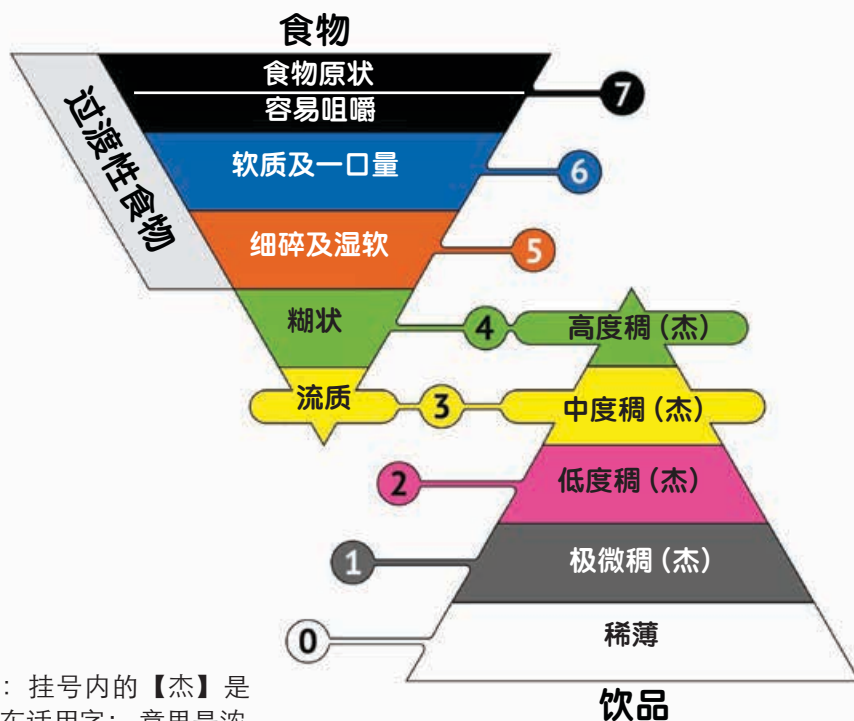 食物
食物原状
容易咀嚼
7
过渡性食物
软质及一口量
6
细碎及湿软
5
糊状
4
高度稠（杰）
流质
3
中度稠（杰）
2
低度稠（杰）
1
极微稠（杰）
0
稀薄
：挂号内的【杰】是
饮品